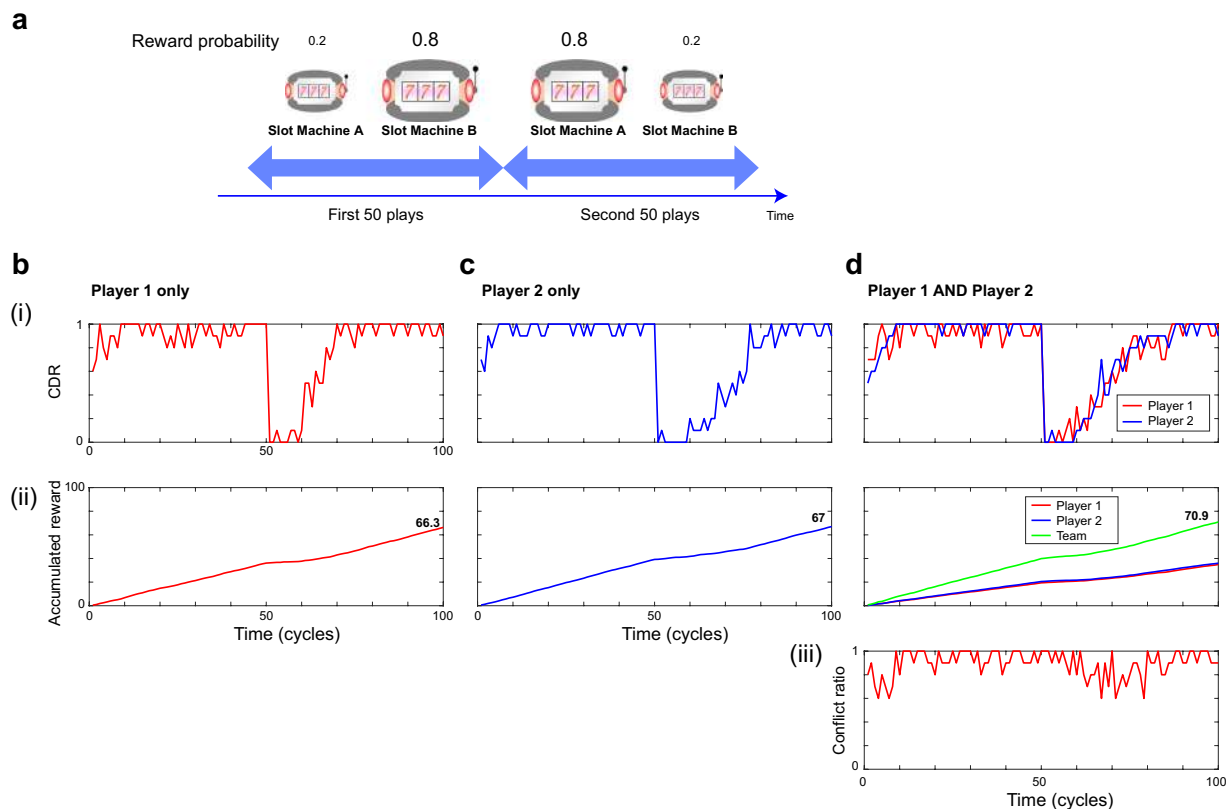 a
Reward probability 0.2 0.8 0.8 0.2
777 777 777 777
Slot Machine A Slot Machine B Slot Machine A Slot Machine B
First 50 plays Second 50 plays Time
b c d
Player 1 only Player 2 only Player 1 AND Player 2
(i)
1 1 1
CDR
Player 1
Player 2
0 0 0
0 50 100 0 50 100 0 50 100
(ii)
100
Accumulated reward
66.3 67 70.9
Player 1
Player 2
Team
0
0 50 100 0 50 100 0 50 100
Time (cycles) Time (cycles)
(iii)
1
Conflict ratio
0
0 50 100
Time (cycles)